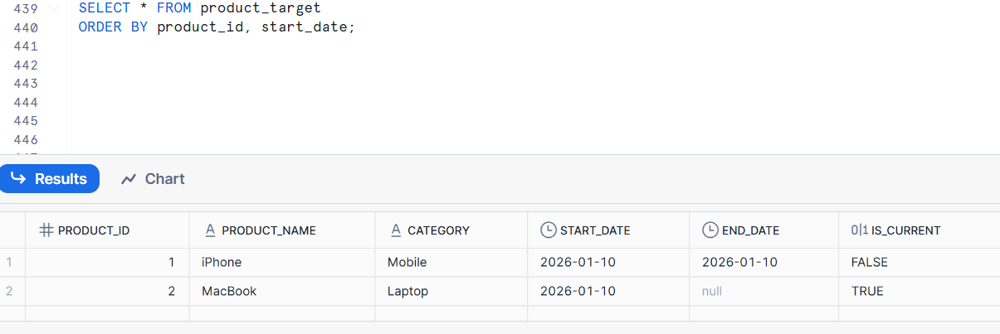 439 SELECT * FROM product_target
440 ORDER BY product_id, start_date;
441
442
443
444
445
446
Results Chart
PRODUCT_ID PRODUCT_NAME CATEGORY START_DATE END_DATE 0|1 IS_CURRENT
1 1 iPhone Mobile 2026-01-10 2026-01-10 FALSE
2 2 MacBook Laptop 2026-01-10 null TRUE